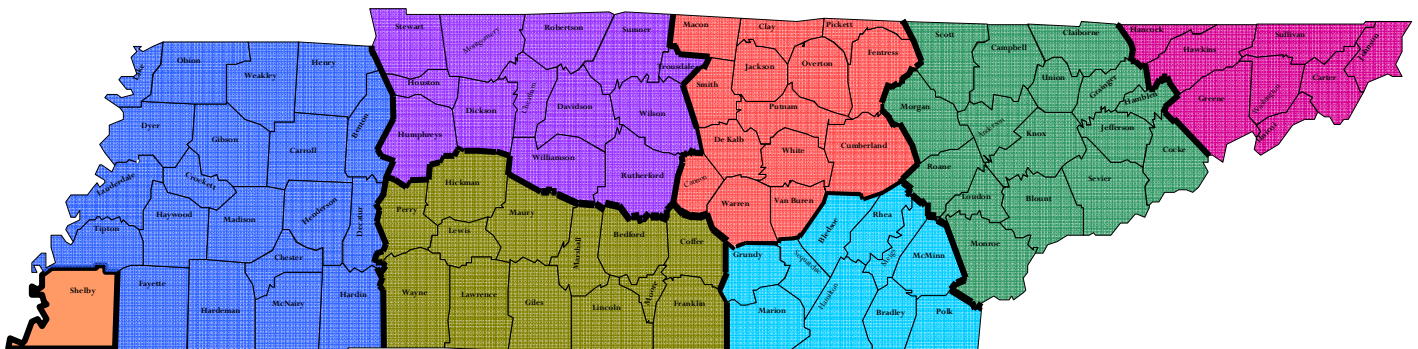 Stewart
Montgomery
Robertson
Sumner
Macon
Clay
Pickett
Scott
Campbell
Claiborne
Hancock
Hawkins
Sullivan
Johnson
Lake
Obion
Weakley
Henry
Houston
Dickson
Cheatham
Davidson
Wilson
Trousdale
Smith
Jackson
Overton
Fentress
Morgan
Union
Grainger
Hamblen
Greene
Washington
Carter
Unicoi
Dyer
Gibson
Carroll
Benton
Humphreys
Williamson
Rutherford
Putnam
De Kalb
White
Cumberland
Anderson
Knox
Jefferson
Cocke
Lauderdale
Crockett
Hickman
Cannon
Roane
Loudon
Blount
Sevier
Tipton
Haywood
Madison
Henderson
Decatur
Perry
Lewis
Maury
Marshall
Bedford
Coffer
Warren
Van Buren
Bledsoe
Rhea
Meigs
McMinn
Monroe
Shelby
Fayette
Hardeman
Chester
McNairy
Hardin
Wayne
Lawrence
Giles
Lincoln
Moore
Franklin
Grundy
Sequatchie
Marion
Hamilton
Bradley
Polk